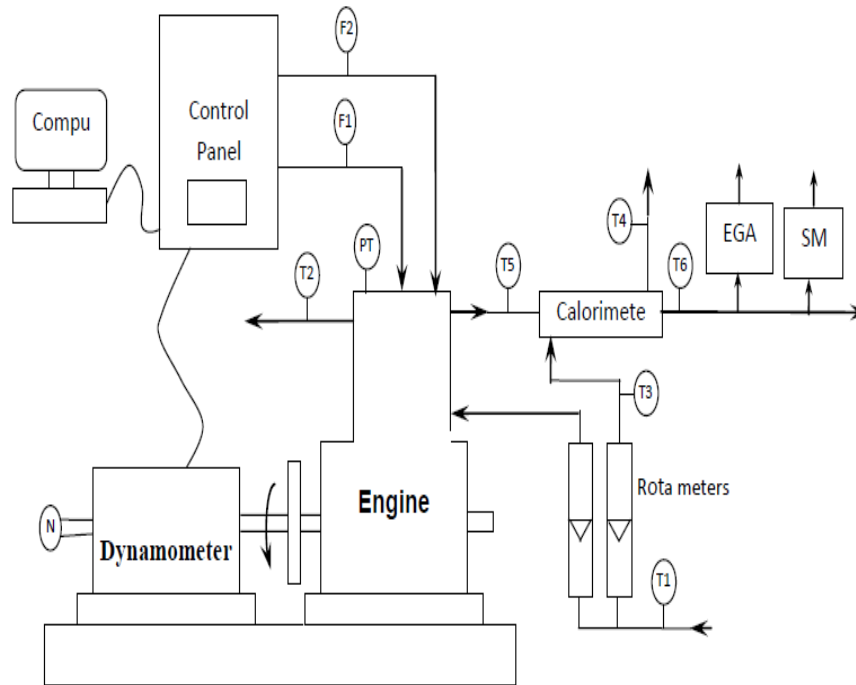 F2
Compu
Control
Panel
F1
T4
EGA
SM
PT
T2
T5
T6
Calorimete
T3
Rota meters
Engine
N
Dynamometer
T1